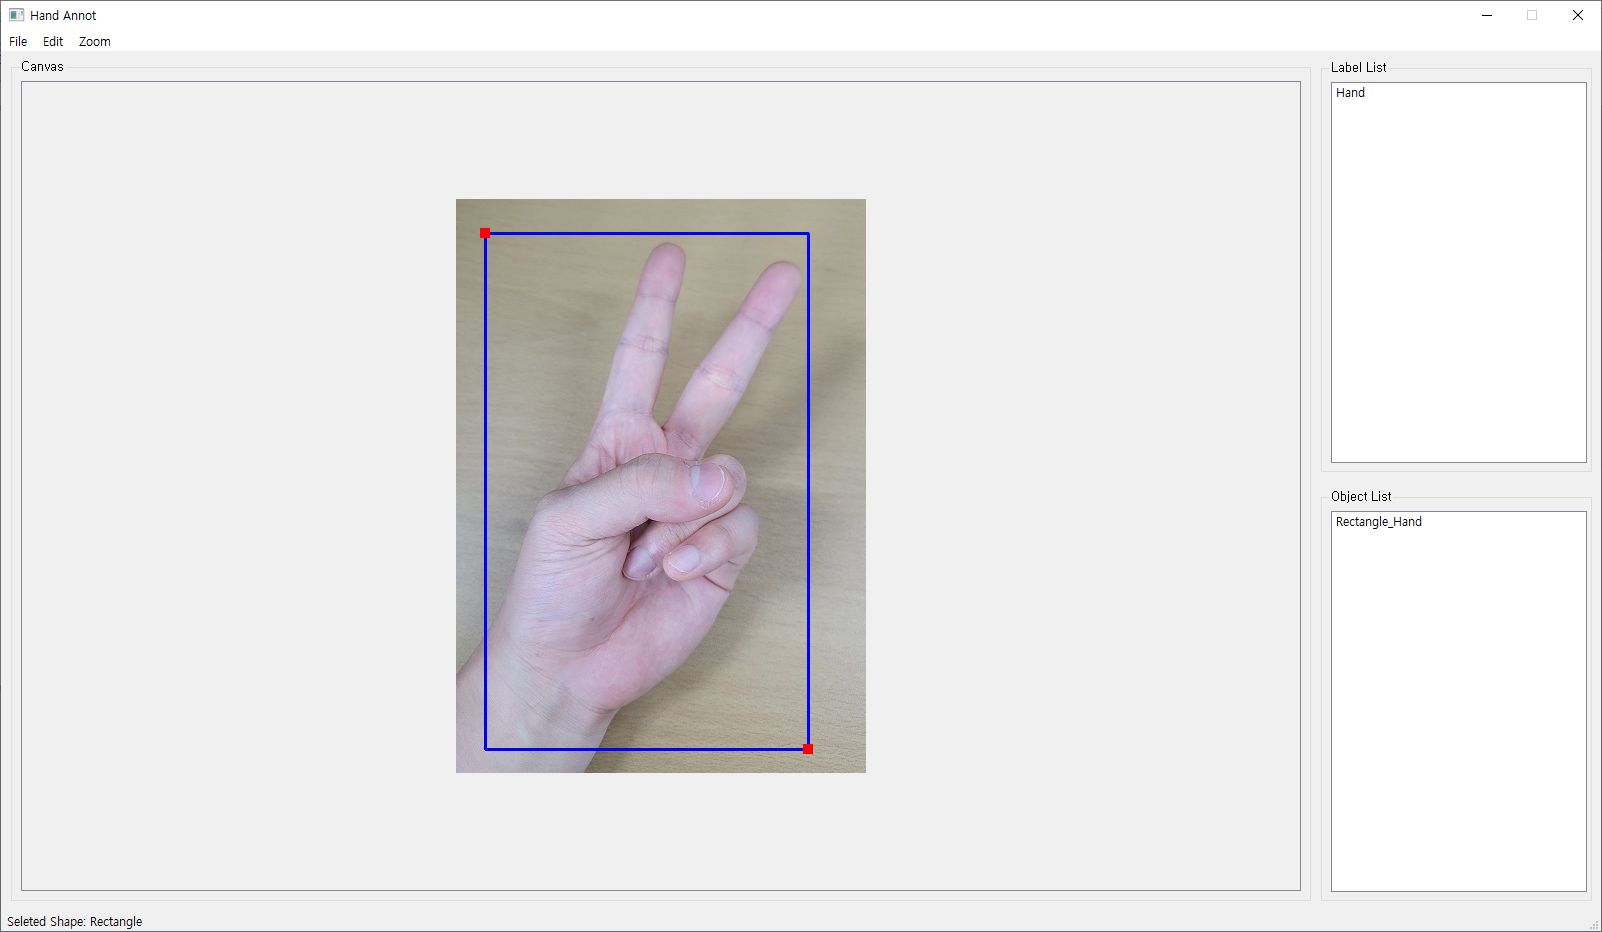 Hand Annot
File Edit Zoom
Canvas
Label List
Hand
Object List
Rectangle_Hand
Seleted Shape: Rectangle